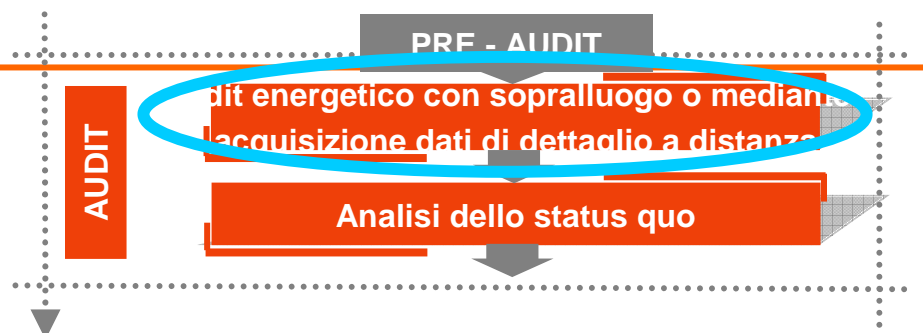 PRE - AUDIT
AUDIT
dit energetico con sopralluogo o mediante
acquisizione dati di dettaglio a distanza
Analisi dello status quo